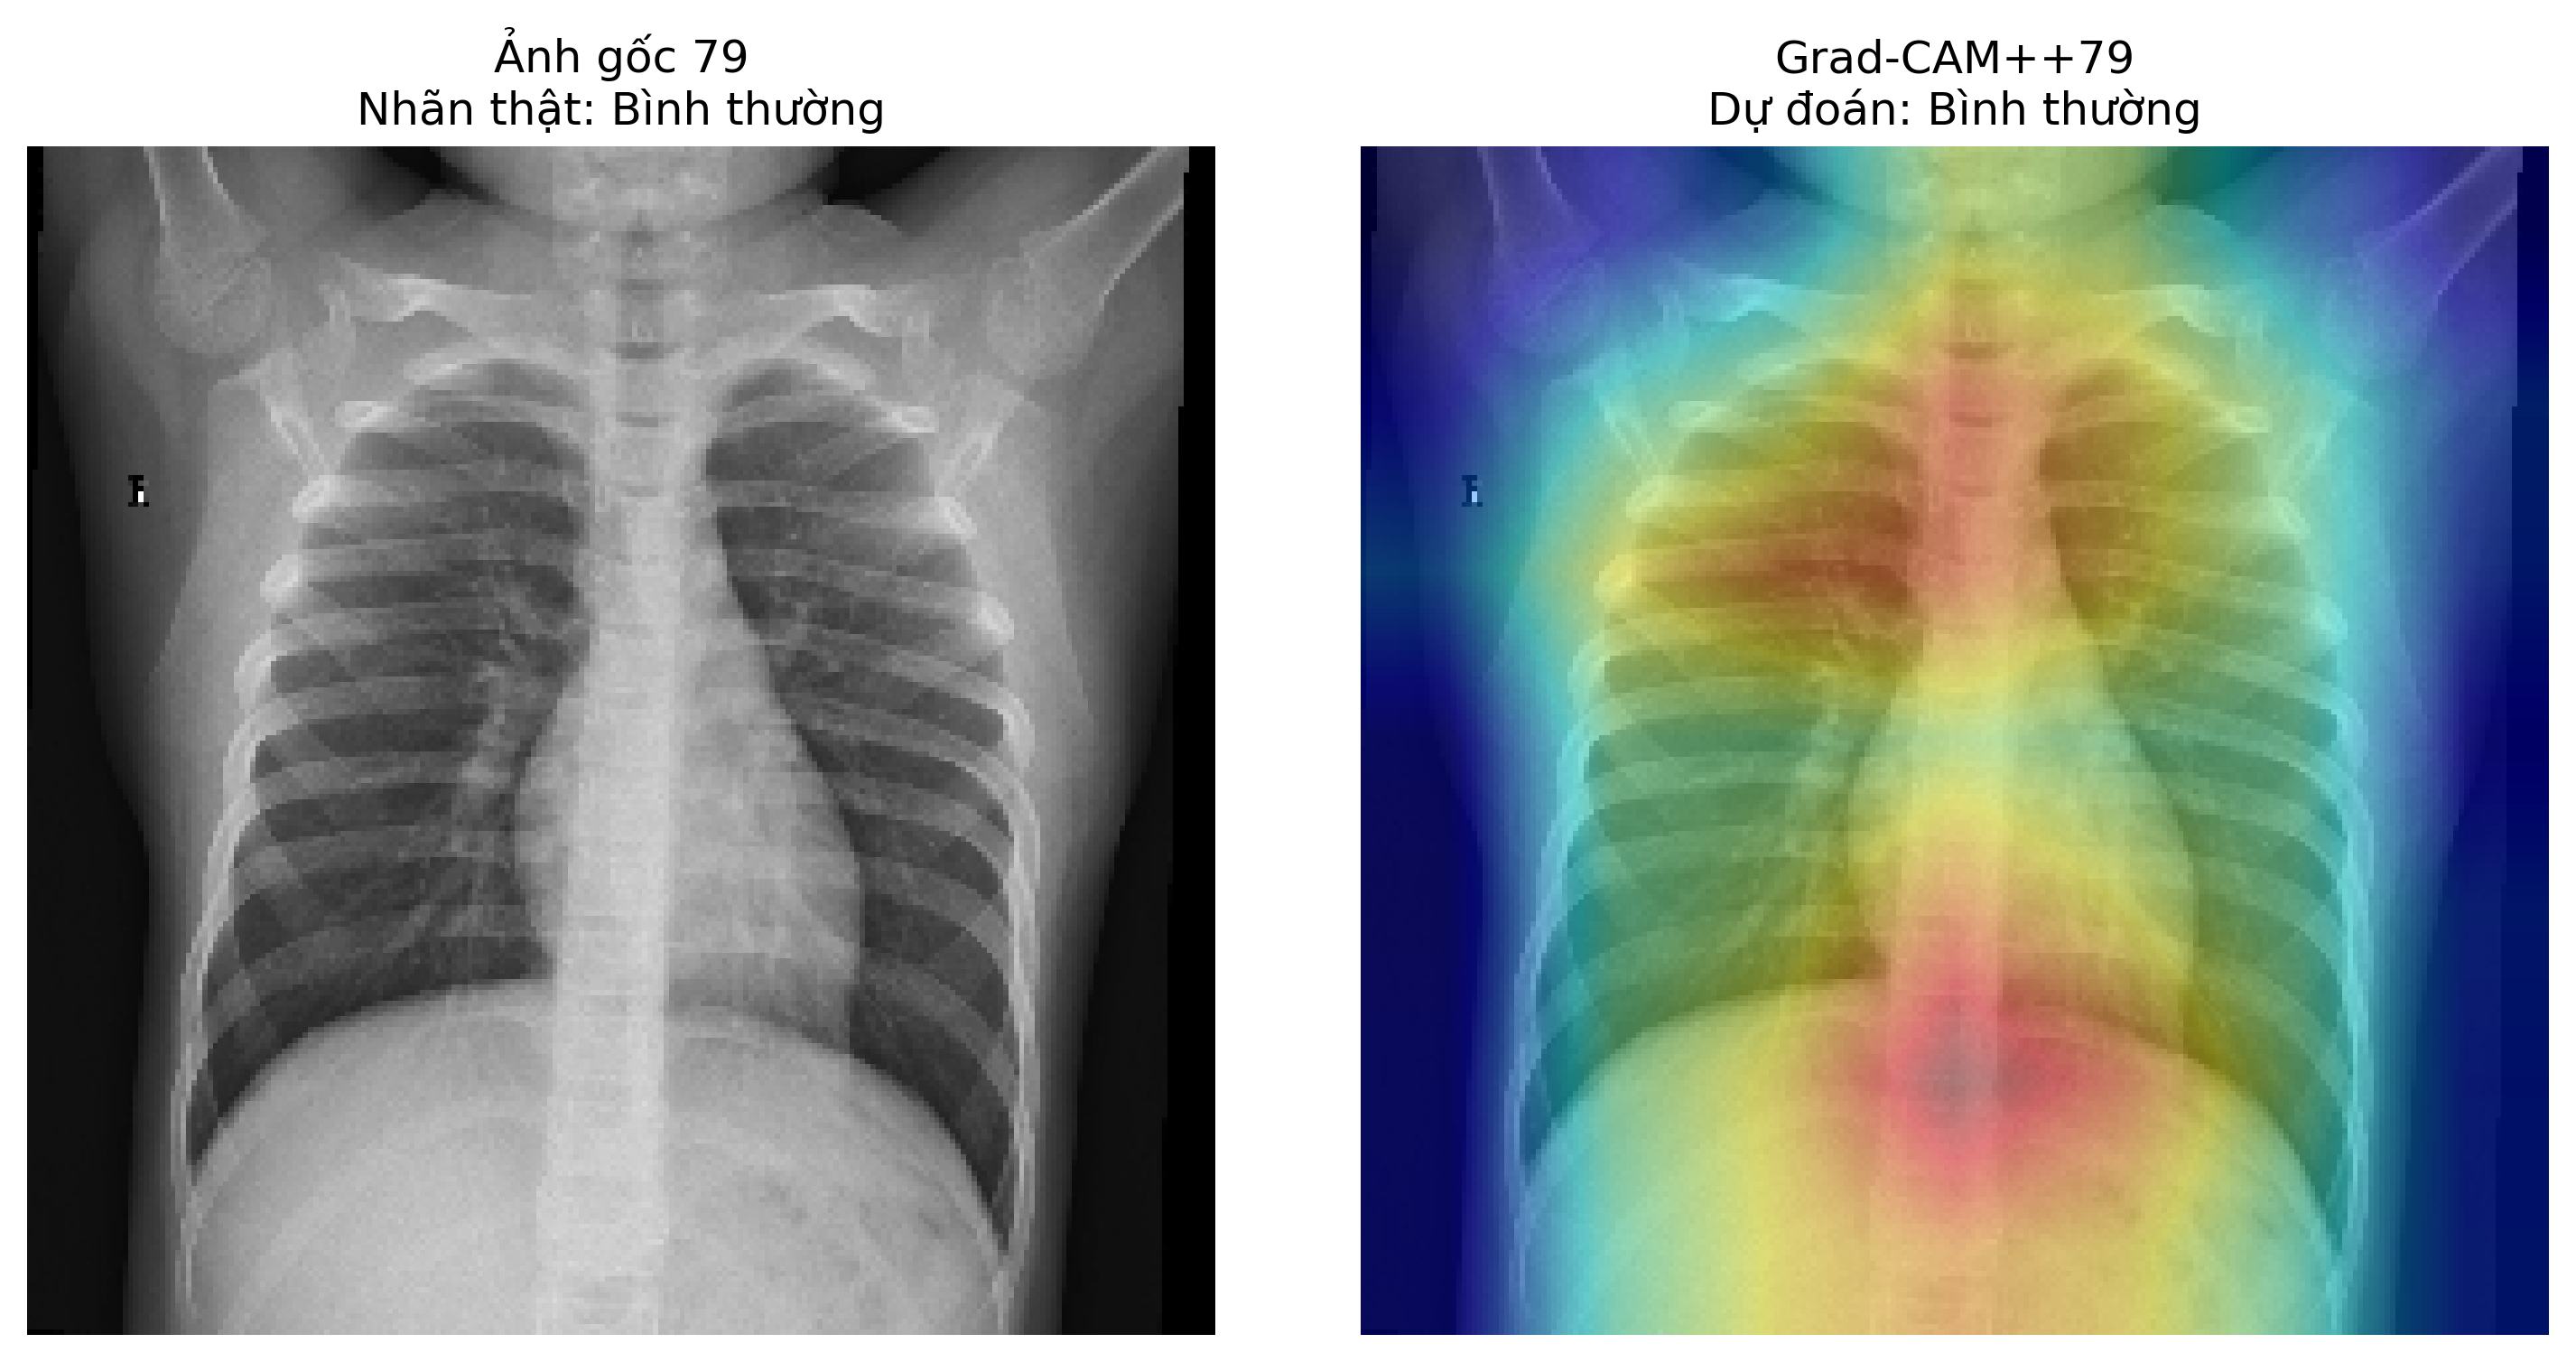 Ảnh gốc 79
Nhãn thật: Bình thường
Grad-CAM++79
Dự đoán: Bình thường